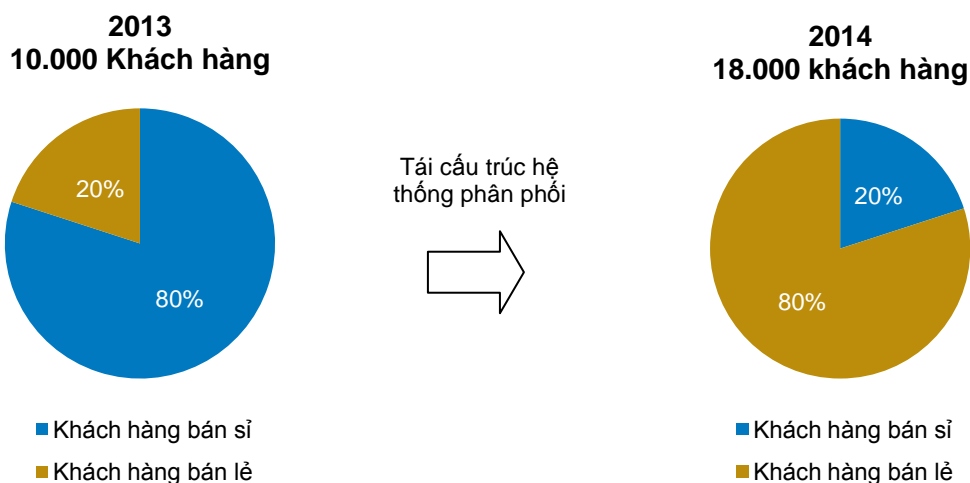 2013
10.000 Khách hàng
20%
80%
Khách hàng bán sỉ
Khách hàng bán lẻ
Tái cấu trúc hệ
thống phân phối
2014
18.000 khách hàng
20%
80%
Khách hàng bán sỉ
Khách hàng bán lẻ